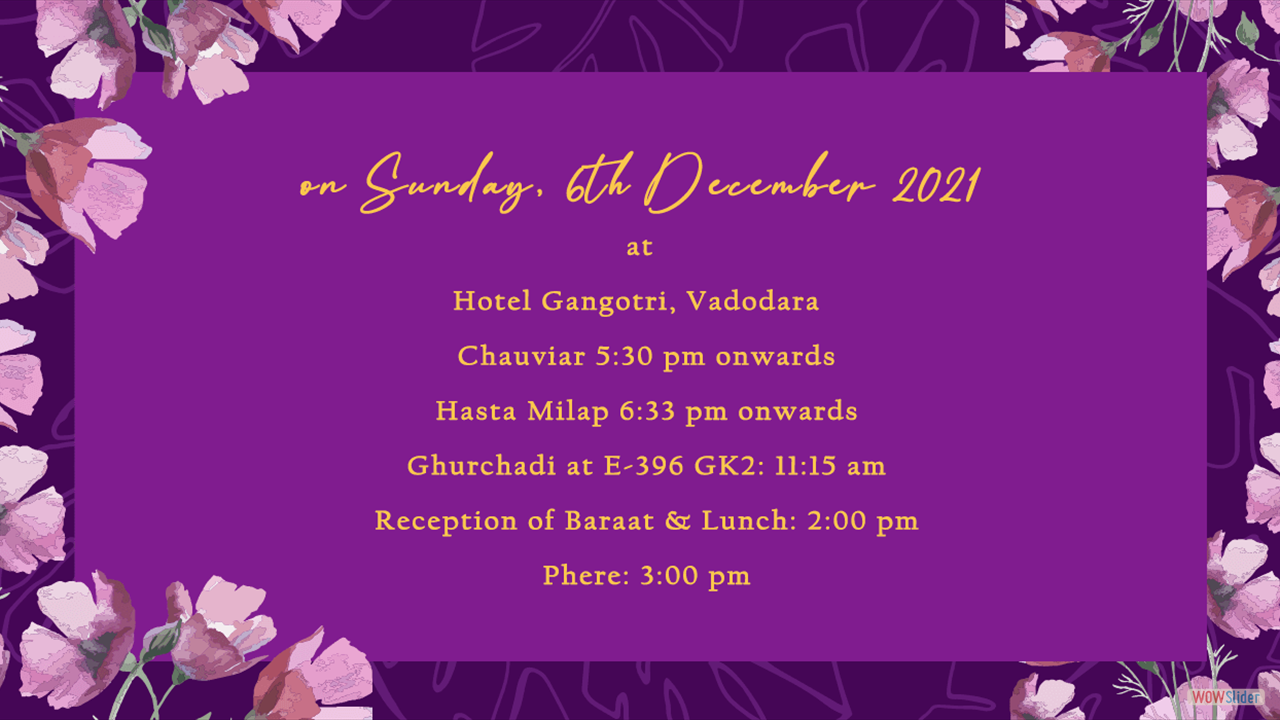 on Sunday, 6th December 2021
at
Hotel Gangotri, Vadodara
Chauviar 5:30 pm onwards
Hasta Milap 6:33 pm onwards
Ghurchadi at E-396 GK2: 11:15 am
Reception of Baraat & Lunch: 2:00 pm
Phere: 3:00 pm
WOWSlider